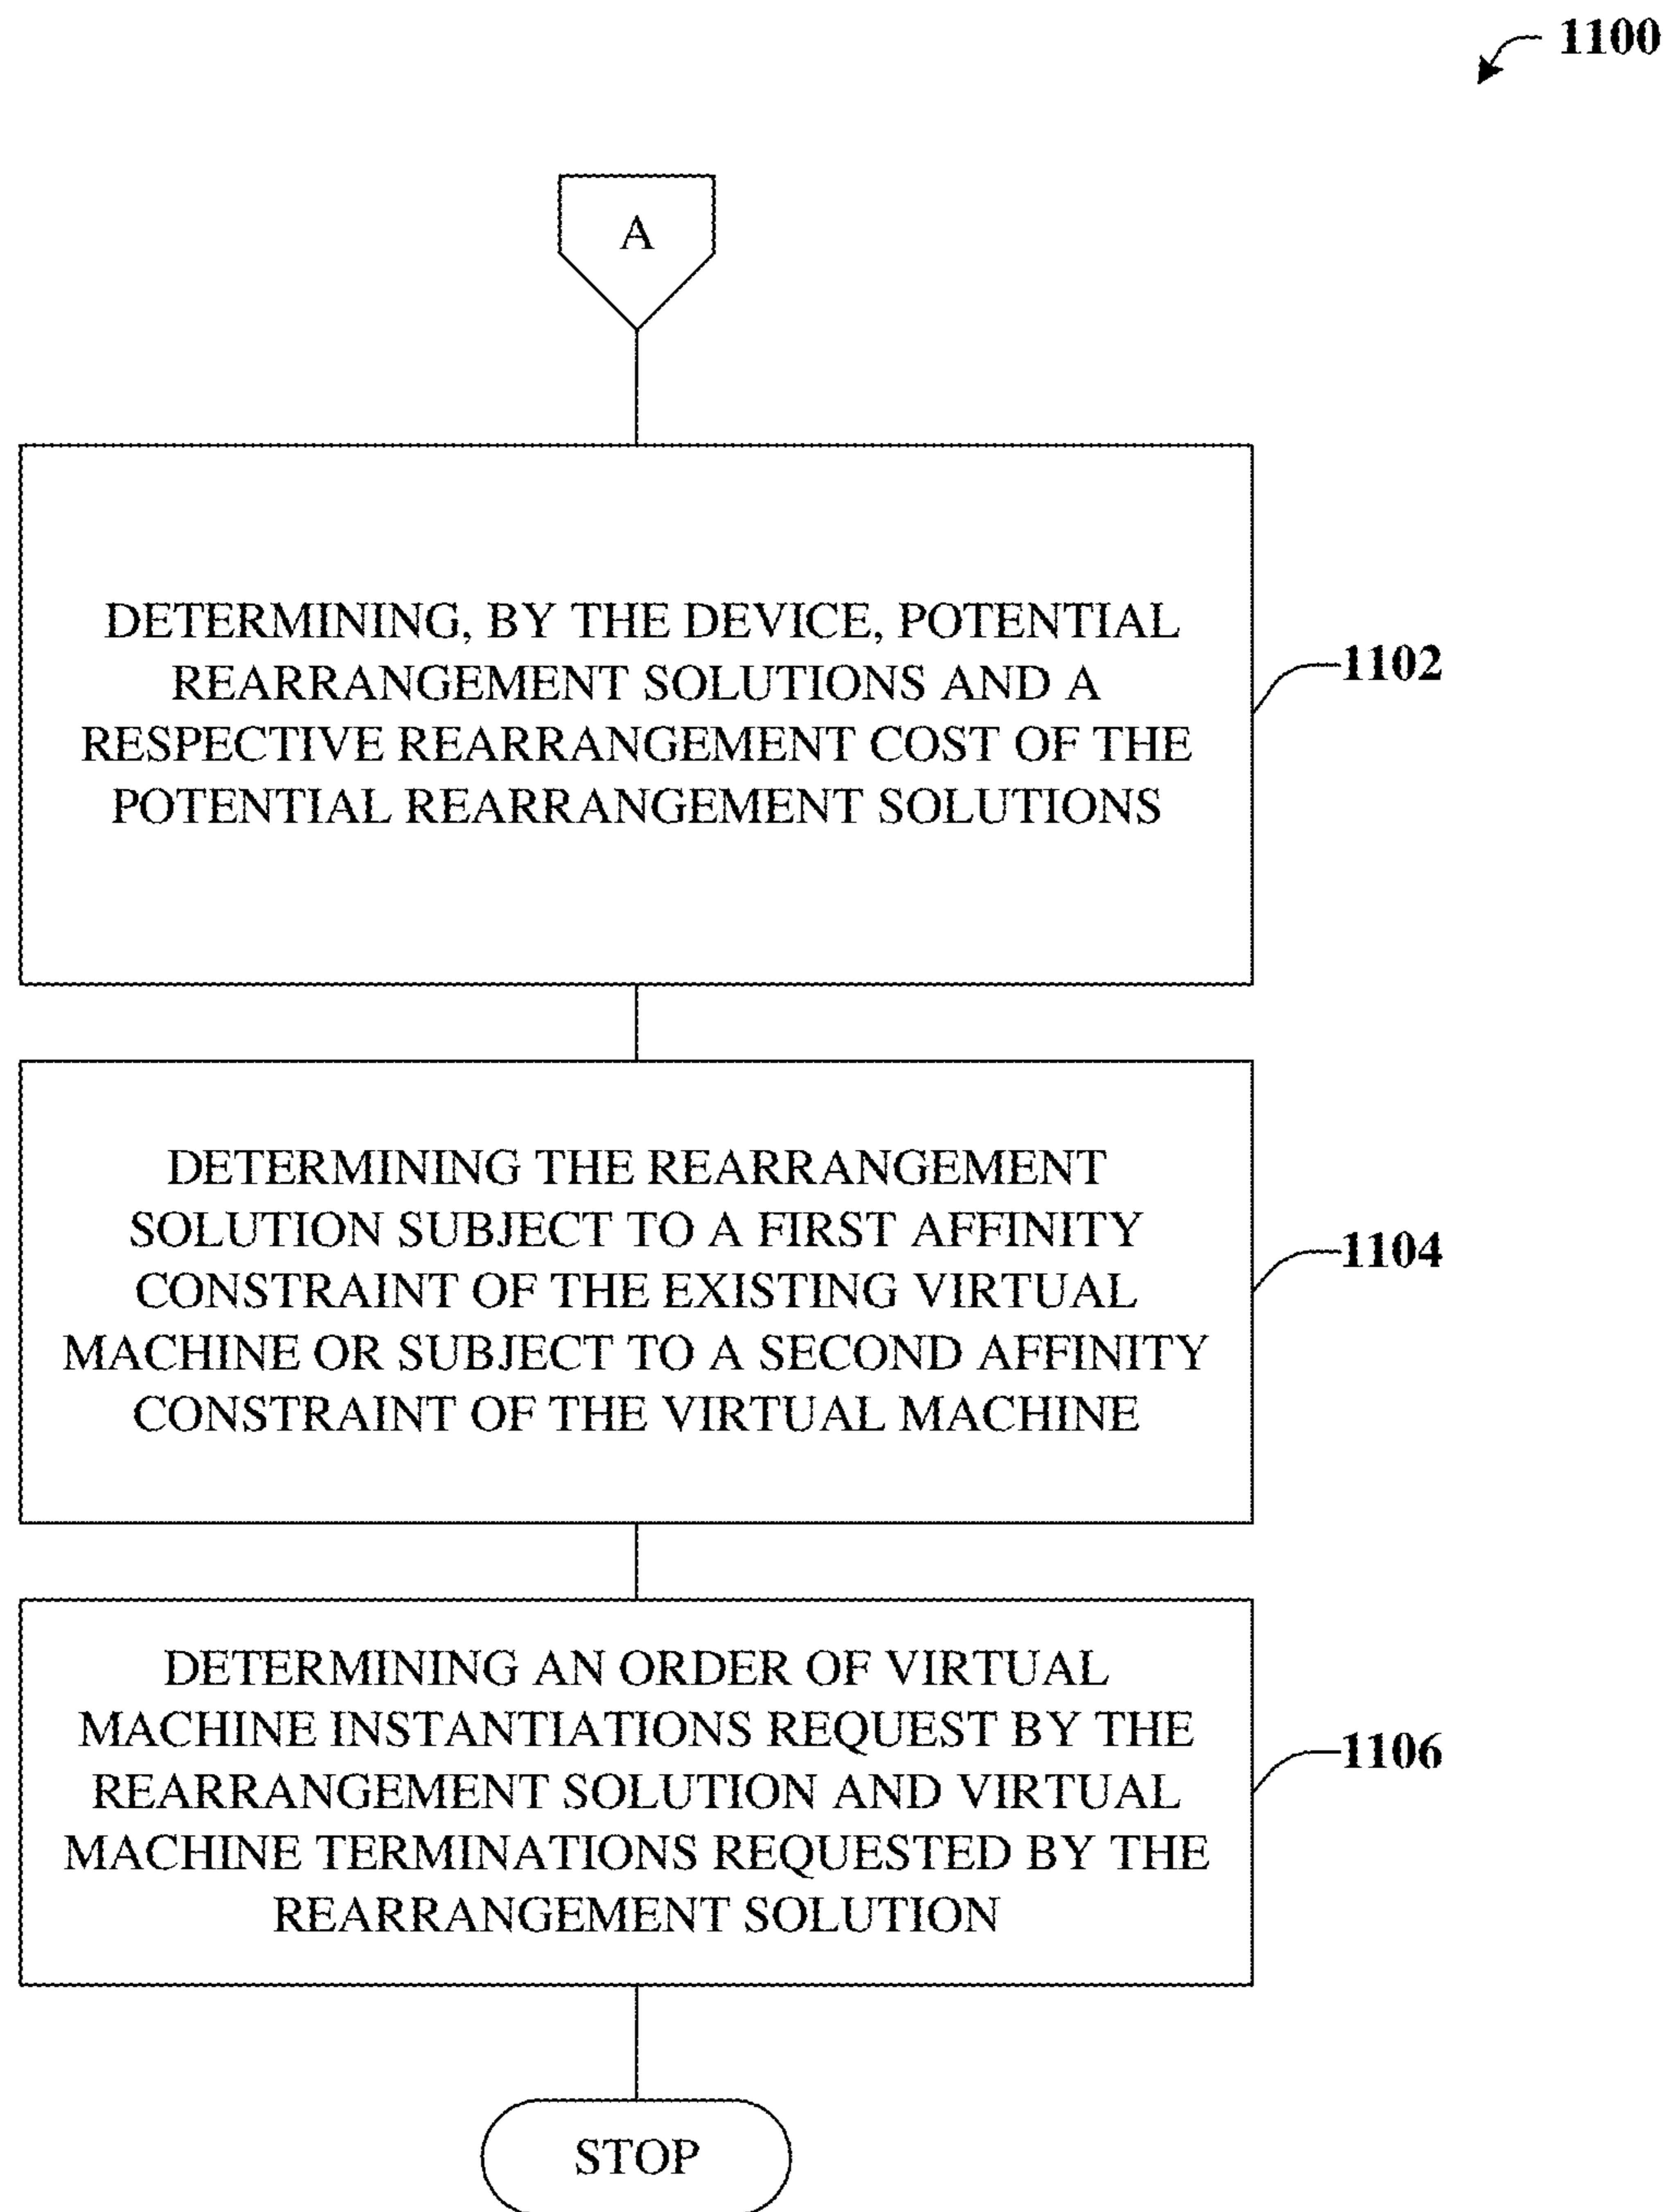 1100
A
DETERMINING, BY THE DEVICE, POTENTIAL
REARRANGEMENT SOLUTIONS AND A
RESPECTIVE REARRANGEMENT COST OF THE
POTENTIAL REARRANGEMENT SOLUTIONS
1102
DETERMINING THE REARRANGEMENT
SOLUTION SUBJECT TO A FIRST AFFINITY
CONSTRAINT OF THE EXISTING VIRTUAL
MACHINE OR SUBJECT TO A SECOND AFFINITY
CONSTRAINT OF THE VIRTUAL MACHINE
1104
DETERMINING AN ORDER OF VIRTUAL
MACHINE INSTANTIATIONS REQUEST BY THE
REARRANGEMENT SOLUTION AND VIRTUAL
MACHINE TERMINATIONS REQUESTED BY THE
REARRANGEMENT SOLUTION
1106
STOP